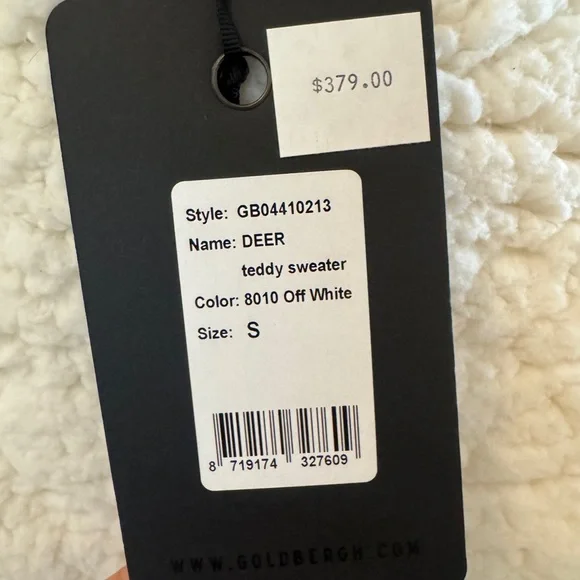 $379.00
Style: GB04410213
Name: DEER
teddy sweater
Color: 8010 Off White
Size: S
8 719174 327609
WWW.GOLDBERGH.COM